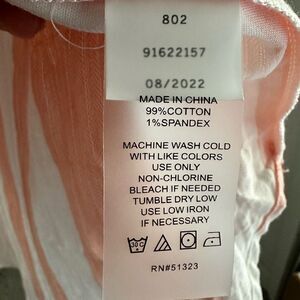 802
91622157
08/2022
MADE IN CHINA
99%COTTON
1%SPANDEX
MACHINE WASH COLD
WITH LIKE COLORS
USE ONLY
NON-CHLORINE
BLEACH IF NEEDED
TUMBLE DRY LOW
USE LOW IRON
IF NECESSARY
30C
RN#51323